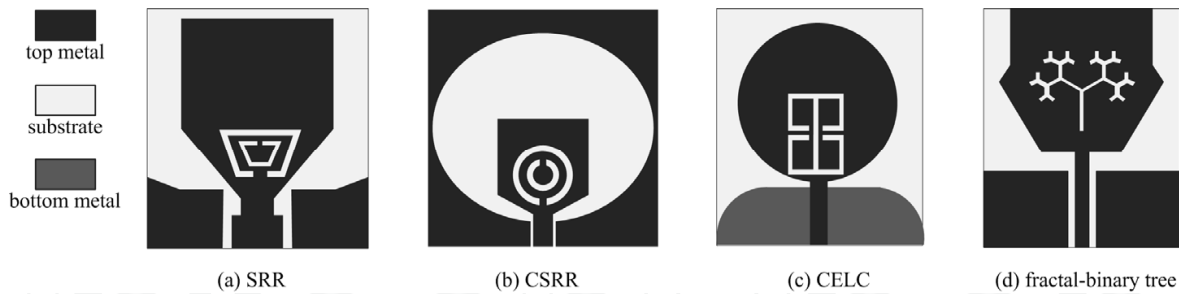 top metal
substrate
bottom metal
(a) SRR
(b) CSRR
(c) CELC
(d) fractal-binary tree